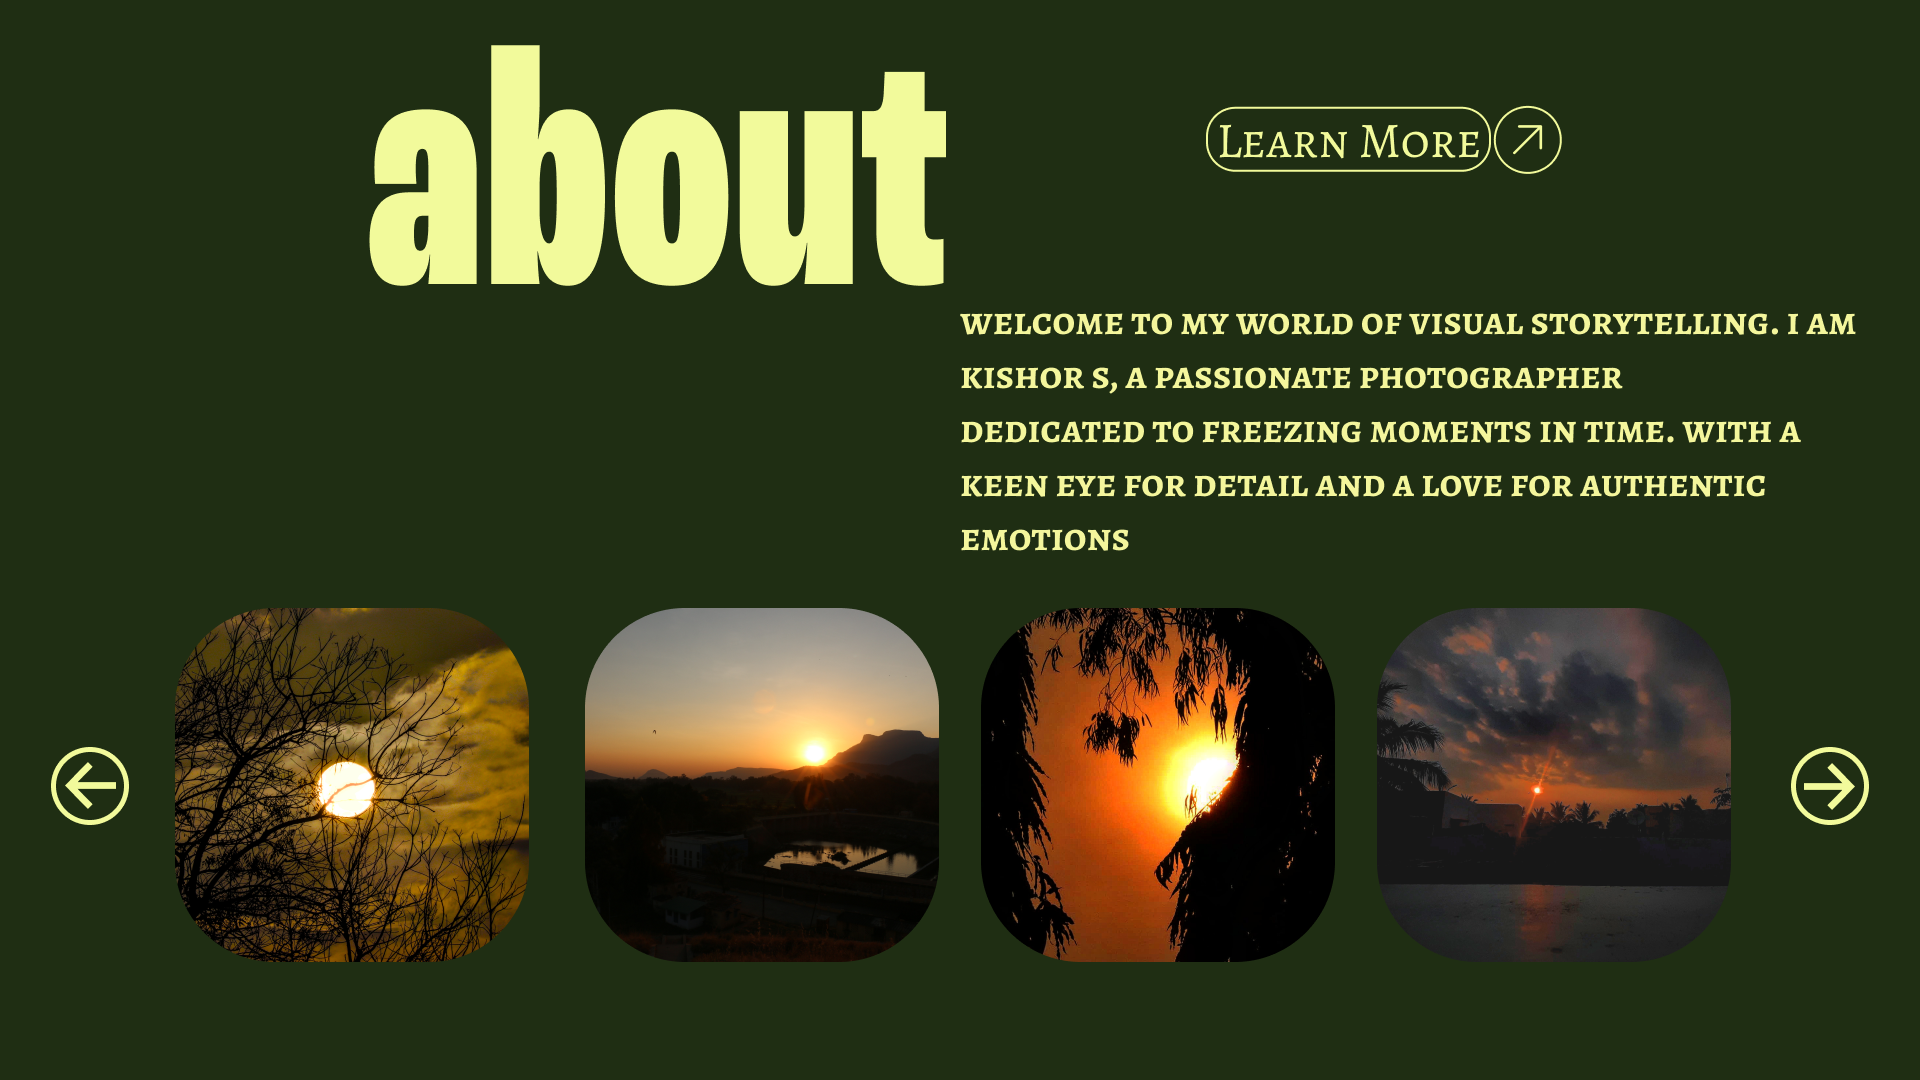 about
Learn More
WELCOME TO MY WORLD OF VISUAL STORYTELLING. I AM
KISHOR S, A PASSIONATE PHOTOGRAPHER
DEDICATED TO FREEZING MOMENTS IN TIME. WITH A
KEEN EYE FOR DETAIL AND A LOVE FOR AUTHENTIC
EMOTIONS